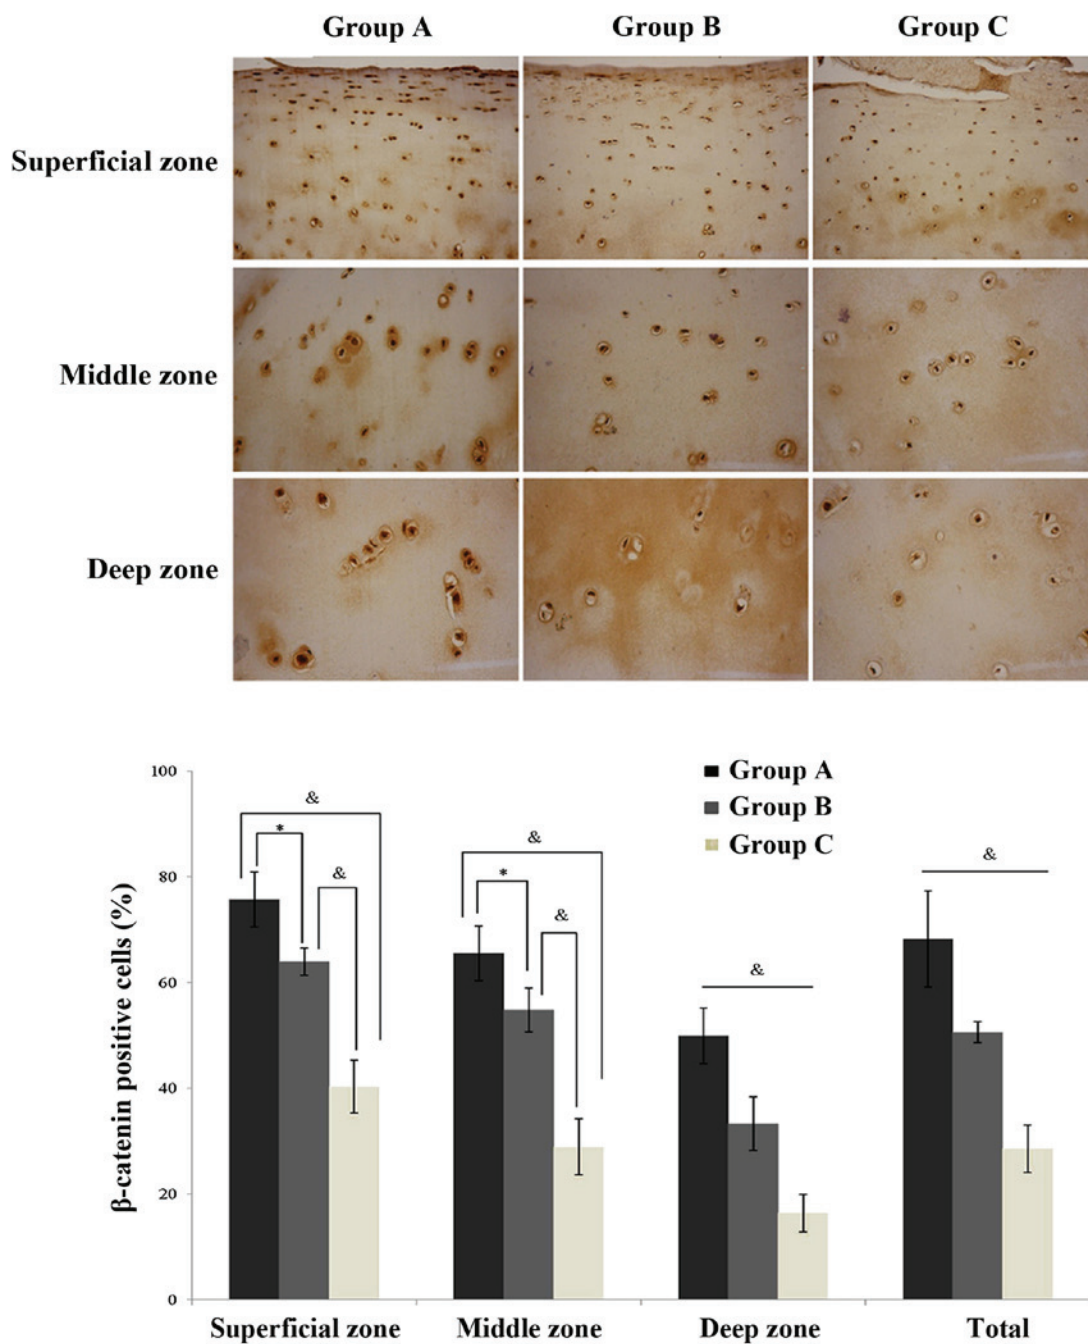 Group A Group B Group C
Superficial zone
Middle zone
Deep zone
β-catenin positive cells (%)
100
80
60
40
20
0
Group A
Group B
Group C
&
*
&
&
*
&
&
&
Superficial zone Middle zone Deep zone Total